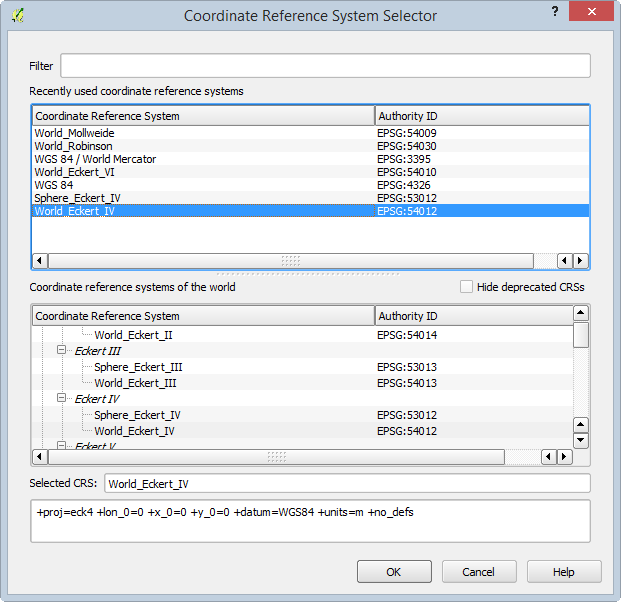 Coordinate Reference System Selector ?
Filter
Recently used coordinate reference systems
Coordinate Reference System Authority ID
World_Mollweide EPSG:54009
World_Robinson EPSG:54030
WGS 84 / World Mercator EPSG:3395
World_Eckert_VI EPSG:54010
WGS 84 EPSG:4326
Sphere_Eckert_IV EPSG:53012
World_Eckert_IV EPSG:54012
Coordinate reference systems of the world Hide deprecated CRSs
Coordinate Reference System Authority ID
World_Eckert_II EPSG:54014
Eckert III
Sphere_Eckert_III EPSG:53013
World_Eckert_III EPSG:54013
Eckert IV
Sphere_Eckert_IV EPSG:53012
World_Eckert_IV EPSG:54012
Eckert V
Selected CRS: World_Eckert_IV
+proj=eck4 +lon_0=0 +x_0=0 +y_0=0 +datum=WGS84 +units=m +no_defs
OK Cancel Help